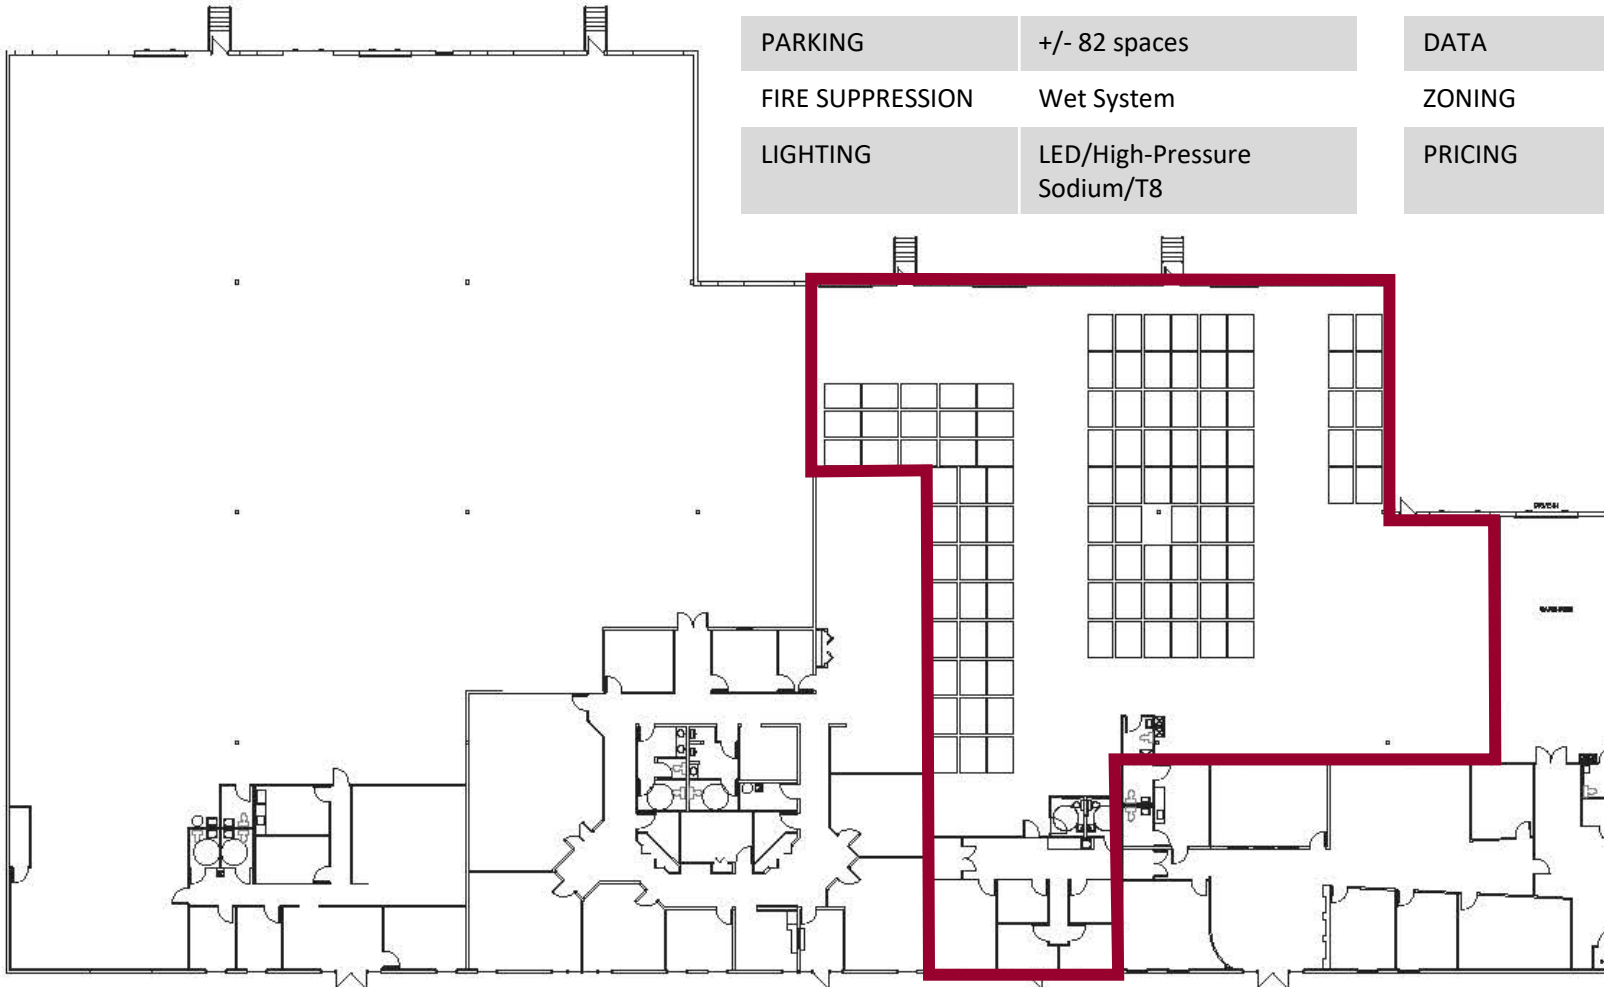 PARKING +/- 82 spaces DATA
FIRE SUPPRESSION Wet System ZONING
LIGHTING LED/High-Pressure PRICING
Sodium/T8